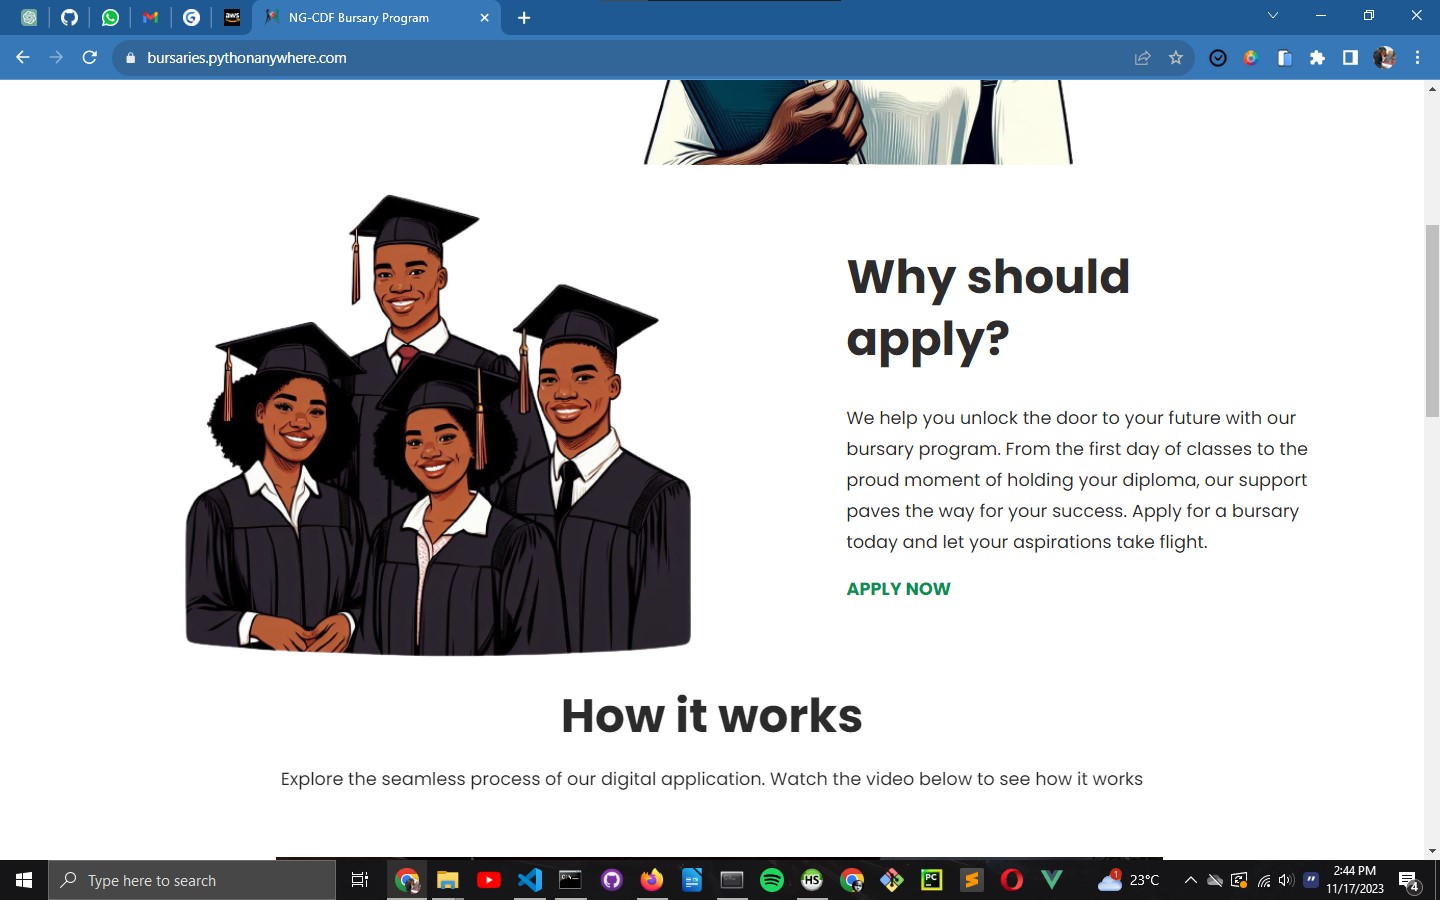 aws
NG-CDF Bursary Program
bursaries.pythonanywhere.com
Why should
apply?
We help you unlock the door to your future with our
bursary program. From the first day of classes to the
proud moment of holding your diploma, our support
paves the way for your success. Apply for a bursary
today and let your aspirations take flight.
APPLY NOW
How it works
Explore the seamless process of our digital application. Watch the video below to see how it works
Type here to search
HS
PC
1
23°C
2:44 PM
11/17/2023
4